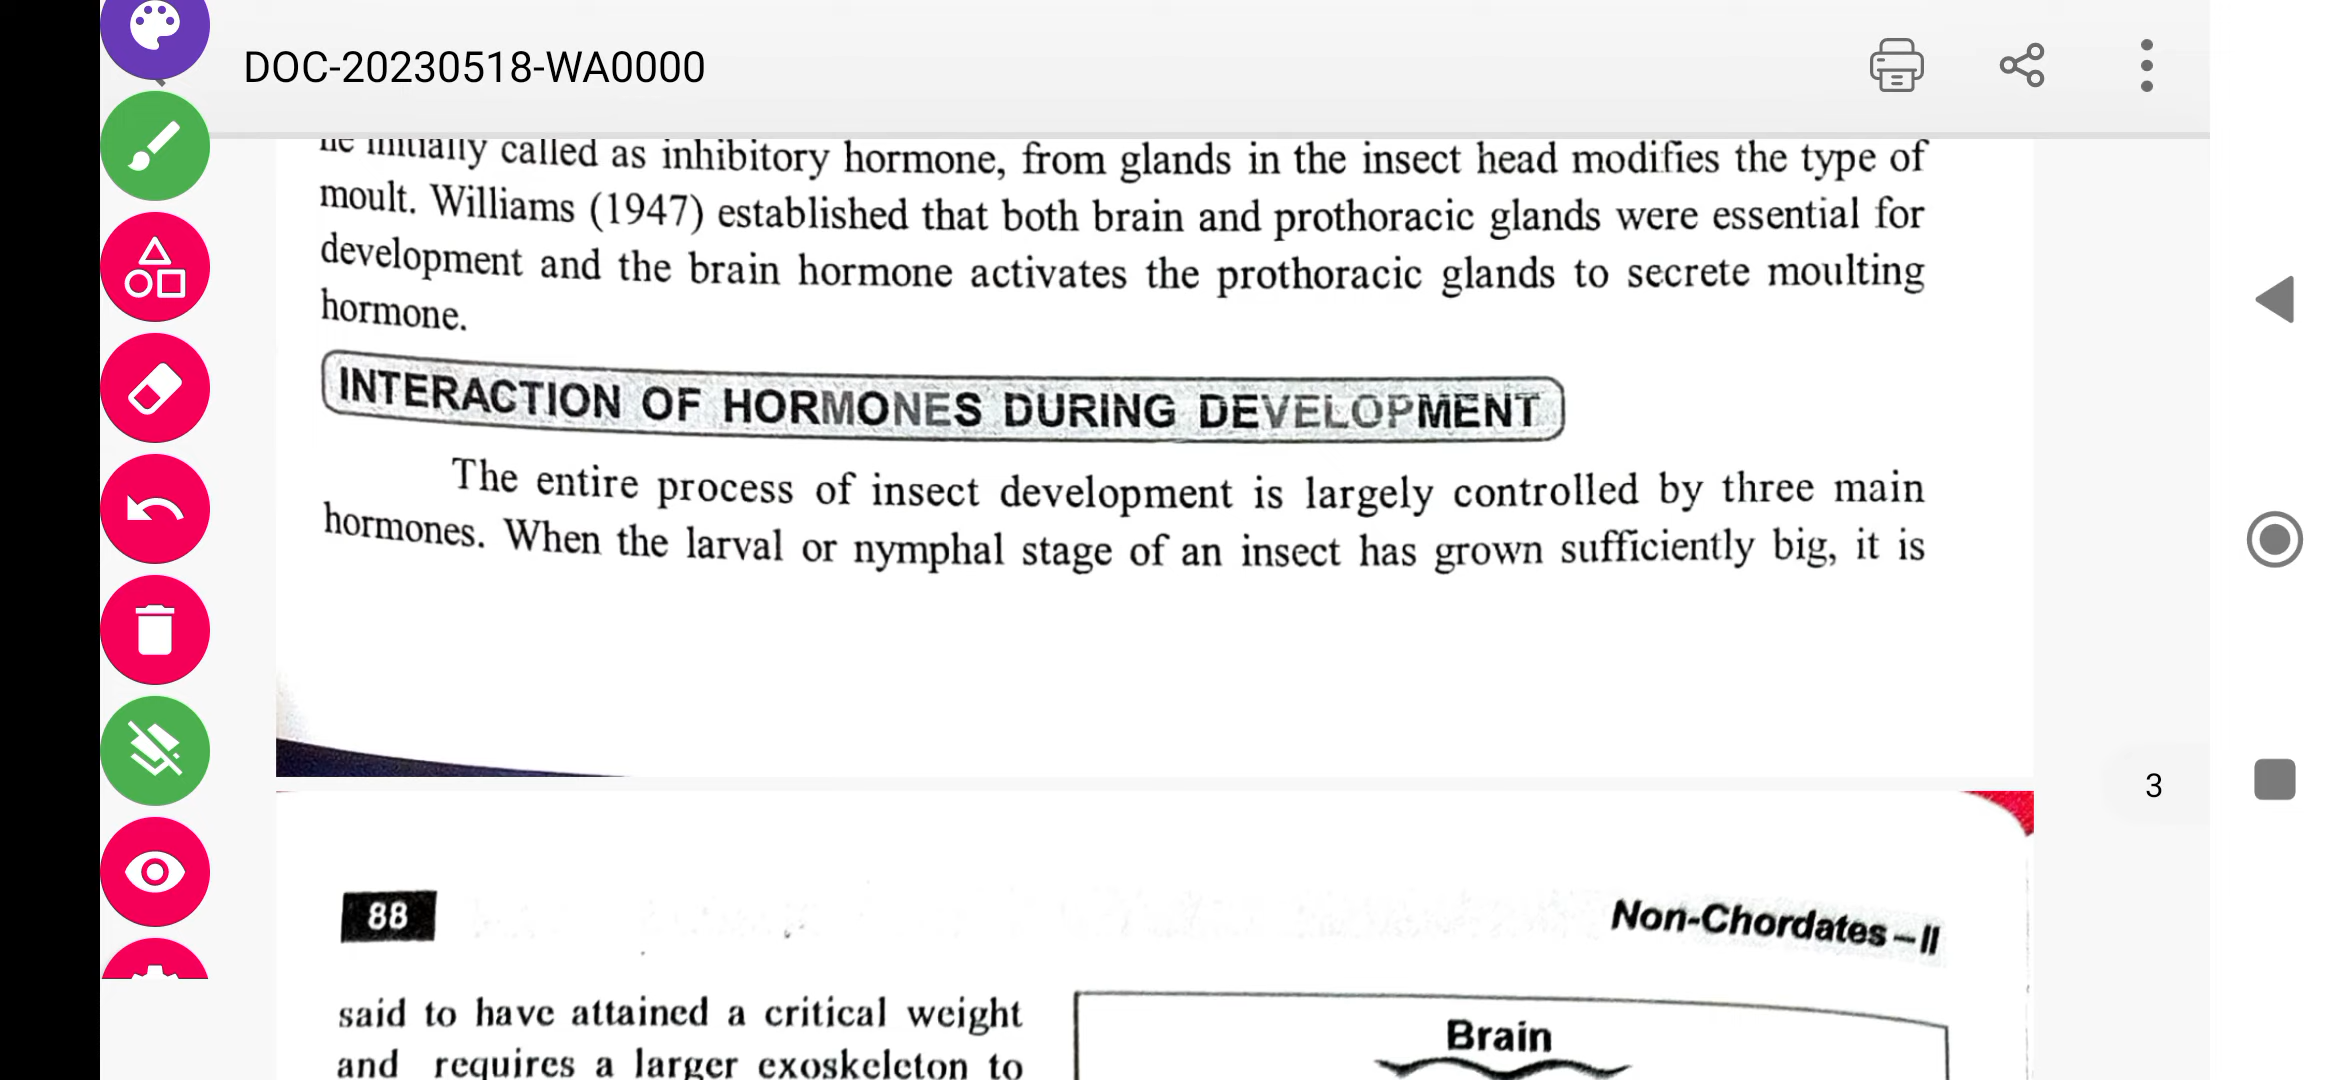 DOC-20230518-WA0000
he initially called as inhibitory hormone, from glands in the insect head modifies the type of
moult. Williams (1947) established that both brain and prothoracic glands were essential for
development and the brain hormone activates the prothoracic glands to secrete moulting
hormone.
INTERACTION OF HORMONES DURING DEVELOPMENT
The entire process of insect development is largely controlled by three main
hormones. When the larval or nymphal stage of an insect has grown sufficiently big, it is
3
88
Non-Chordates – II
said to have attained a critical weight
and requires a larger exoskeleton to
Brain